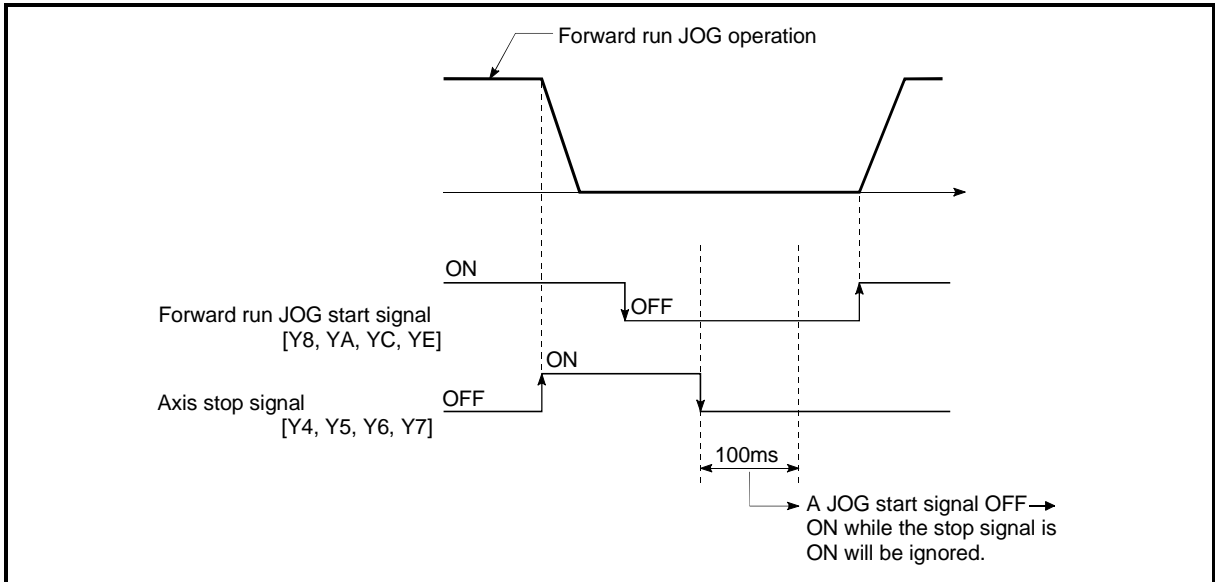 Forward run JOG operation
ON
OFF
Forward run JOG start signal
[Y8, YA, YC, YE]
ON
OFF
Axis stop signal
[Y4, Y5, Y6, Y7]
100ms
A JOG start signal OFF→
ON while the stop signal is
ON will be ignored.